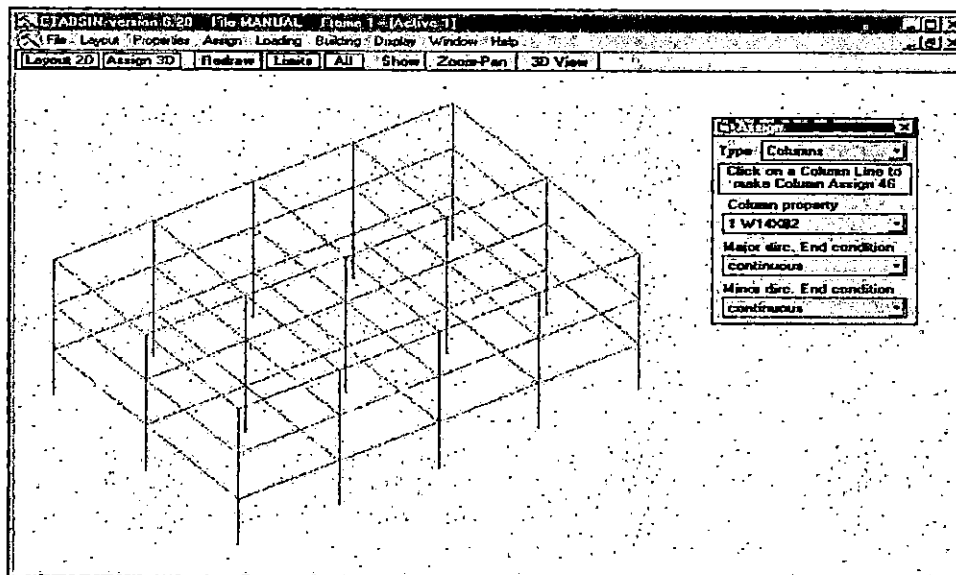 ETABSIN version 6.20 File MANUAL Frame 1 - [Active 1]
File Layout Properties Assign Loading Building Display Window Help
Layout 2D Assign 3D Redraw Limits All Show Zoom-Pan 3D View
Assign
Type Columns
Click on a Column Line to
make Column Assign 46
Column property
1 W14X82
Major dirc. End condition
continuous
Minor dirc. End condition
continuous